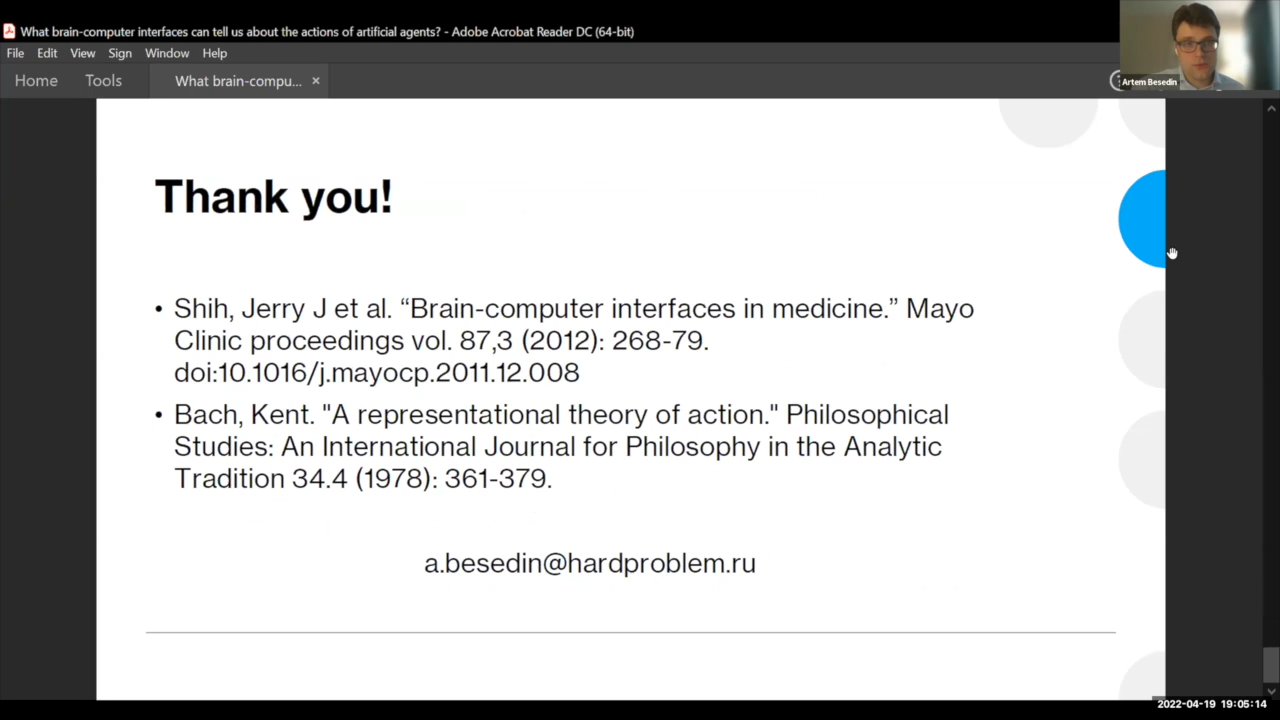 What brain-computer interfaces can tell us about the actions of artificial agents? - Adobe Acrobat Reader DC (64-bit)
File Edit View Sign Window Help
Home Tools What brain-compu... ×
Artem Besedin
Thank you!
• Shih, Jerry J et al. “Brain-computer interfaces in medicine.” Mayo
Clinic proceedings vol. 87,3 (2012): 268-79.
doi:10.1016/j.mayocp.2011.12.008
• Bach, Kent. "A representational theory of action." Philosophical
Studies: An International Journal for Philosophy in the Analytic
Tradition 34.4 (1978): 361-379.
a.besedin@hardproblem.ru
2022-04-19 19:05:14